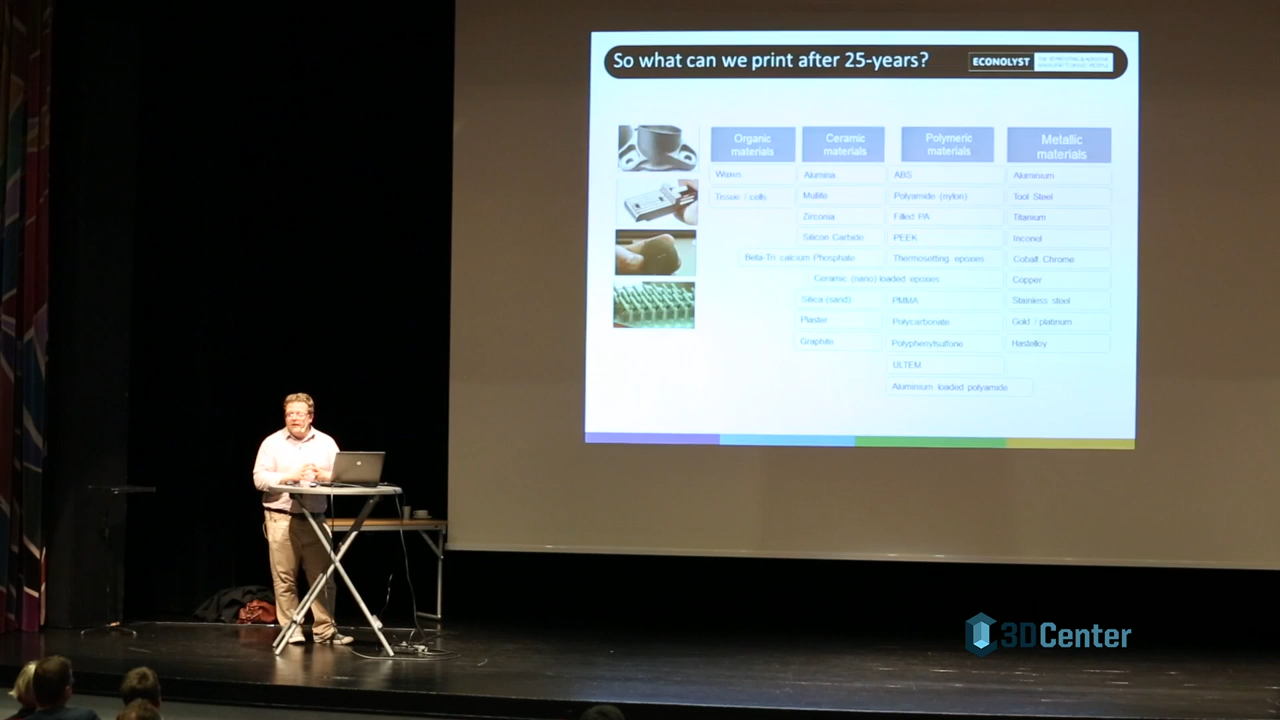 So what can we print after 25-years?
ECONOLYST
Organic
materials
Ceramic
materials
Polymeric
materials
Metallic
materials
Waxes
Alumina
ABS
Aluminium
Tissue / cells
Mullite
Polyamide (nylon)
Tool Steel
Zirconia
Filled PA
Titanium
Silicon Carbide
PEEK
Inconel
Beta-Tri calcium Phosphate
Thermosetting epoxies
Cobalt Chrome
Ceramic (nano) loaded epoxies
Copper
Silica (sand)
PMMA
Stainless steel
Plaster
Polycarbonate
Gold / platinum
Graphite
Polyphenylsulfone
Hastelloy
ULTEM
Aluminium loaded polyamide
3DCenter